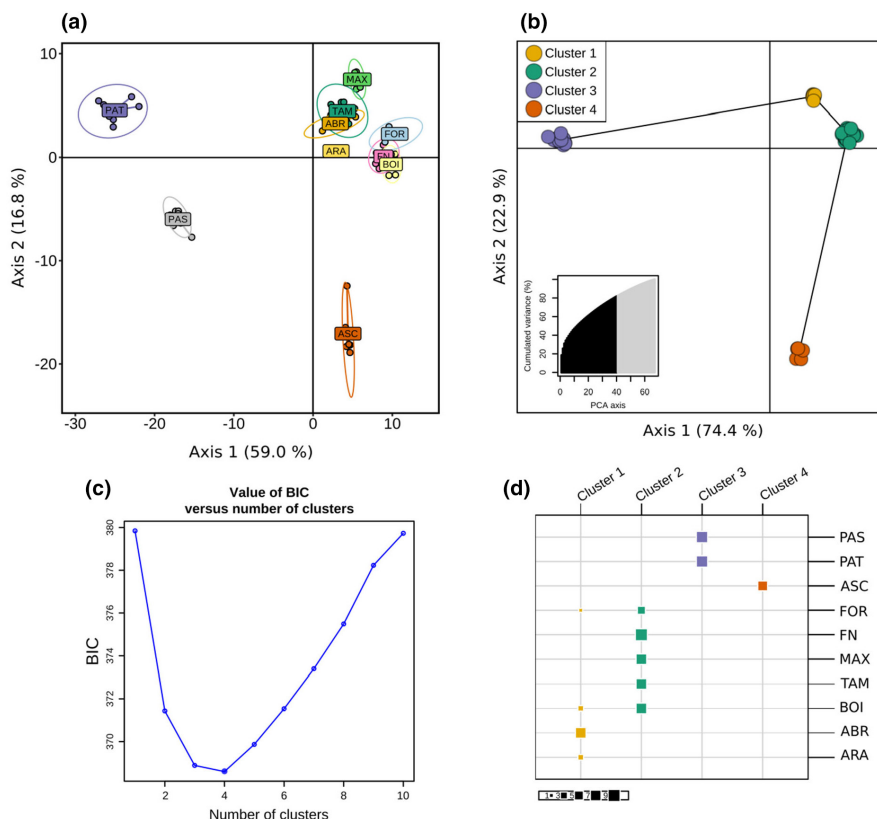 (a)
10
0
-10
-20
-30
-20
-10
0
10
Axis 2 (16.8 %)
Axis 1 (59.0 %)
PAT
MAX
TAM
ABR
FOR
ARA
FN
BOI
PAS
ASC
(b)
Cluster 1
Cluster 2
Cluster 3
Cluster 4
Axis 2 (22.9 %)
Axis 1 (74.4 %)
Cumulated variance (%)
80
60
40
20
0
0
20
40
60
PCA axis
(c)
Value of BIC
versus number of clusters
380
378
376
374
372
370
BIC
2
4
6
8
10
Number of clusters
(d)
Cluster 1
Cluster 2
Cluster 3
Cluster 4
PAS
PAT
ASC
FOR
FN
MAX
TAM
BOI
ABR
ARA
1 3 5 7 9